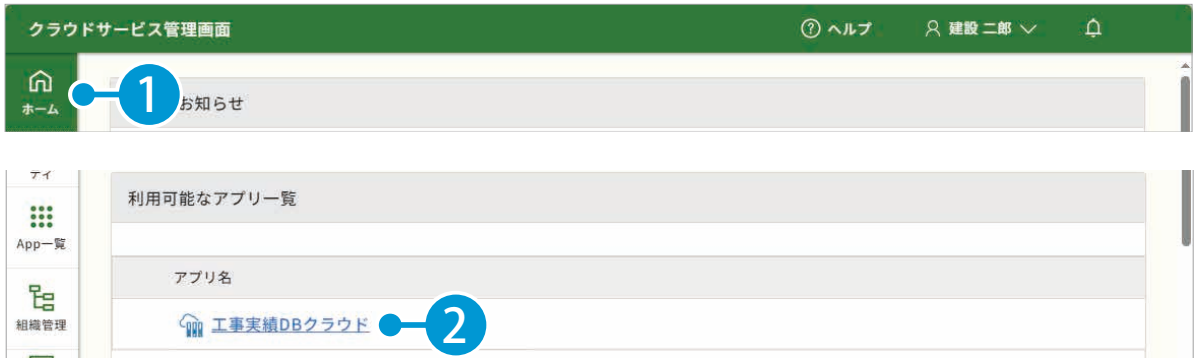 クラウドサービス管理画面 ヘルプ 建設 二郎
ホーム 1 お知らせ
ティ
利用可能なアプリ一覧
App一覧
アプリ名
組織管理
工事実績DBクラウド 2